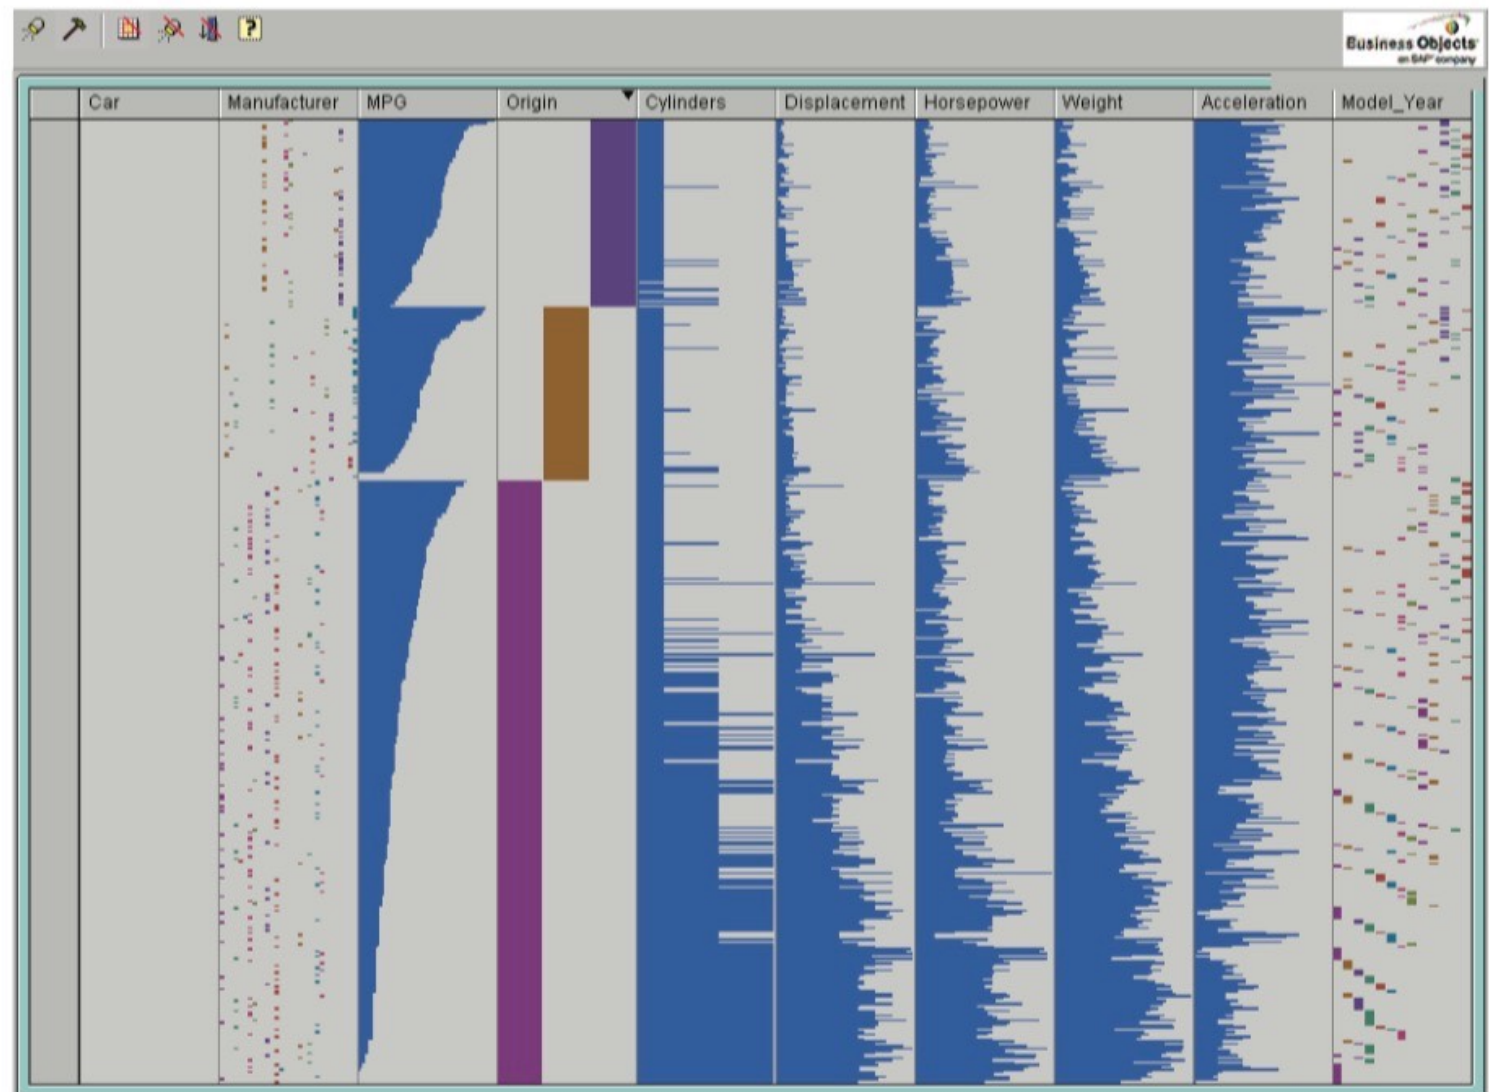 ?
Business Objects
an SAP company
Car Manufacturer MPG Origin Cylinders Displacement Horsepower Weight Acceleration Model_Year